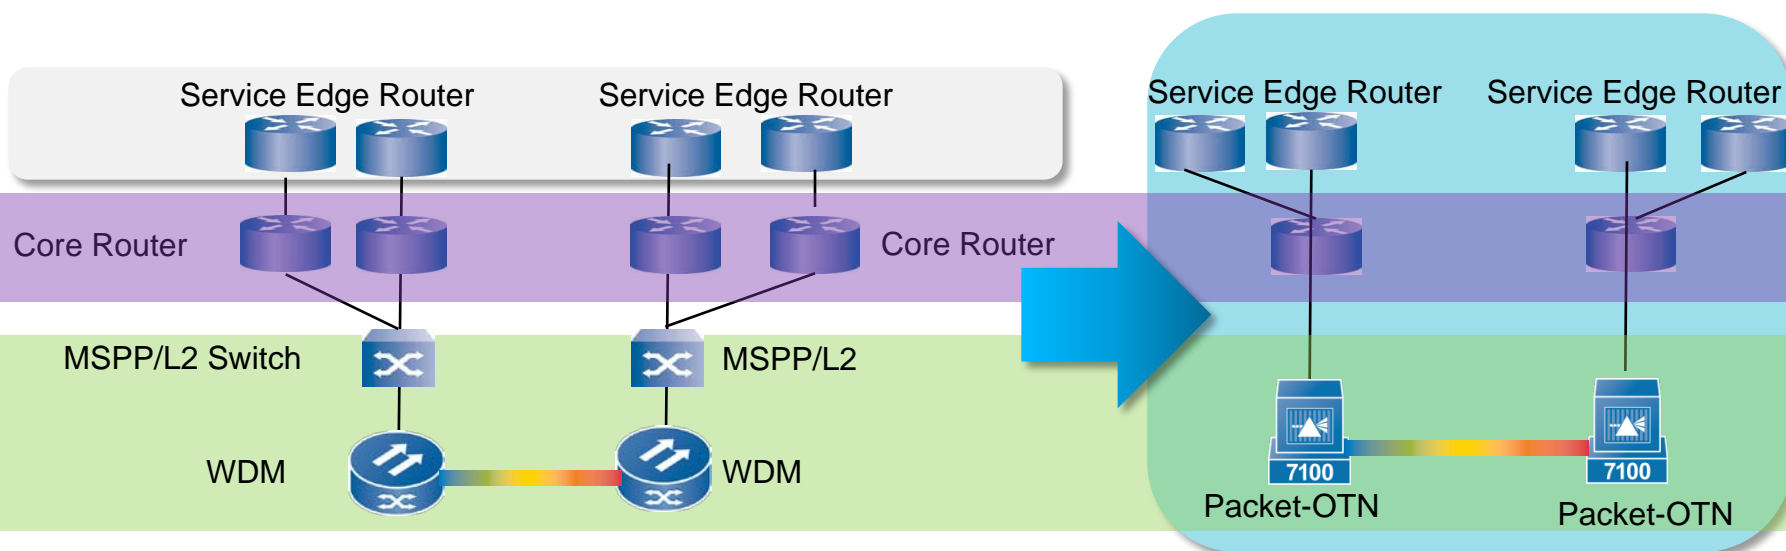 Service Edge Router
Service Edge Router
Core Router
Core Router
MSPP/L2 Switch
MSPP/L2
WDM
WDM
Service Edge Router
Service Edge Router
7100
7100
Packet-OTN
Packet-OTN